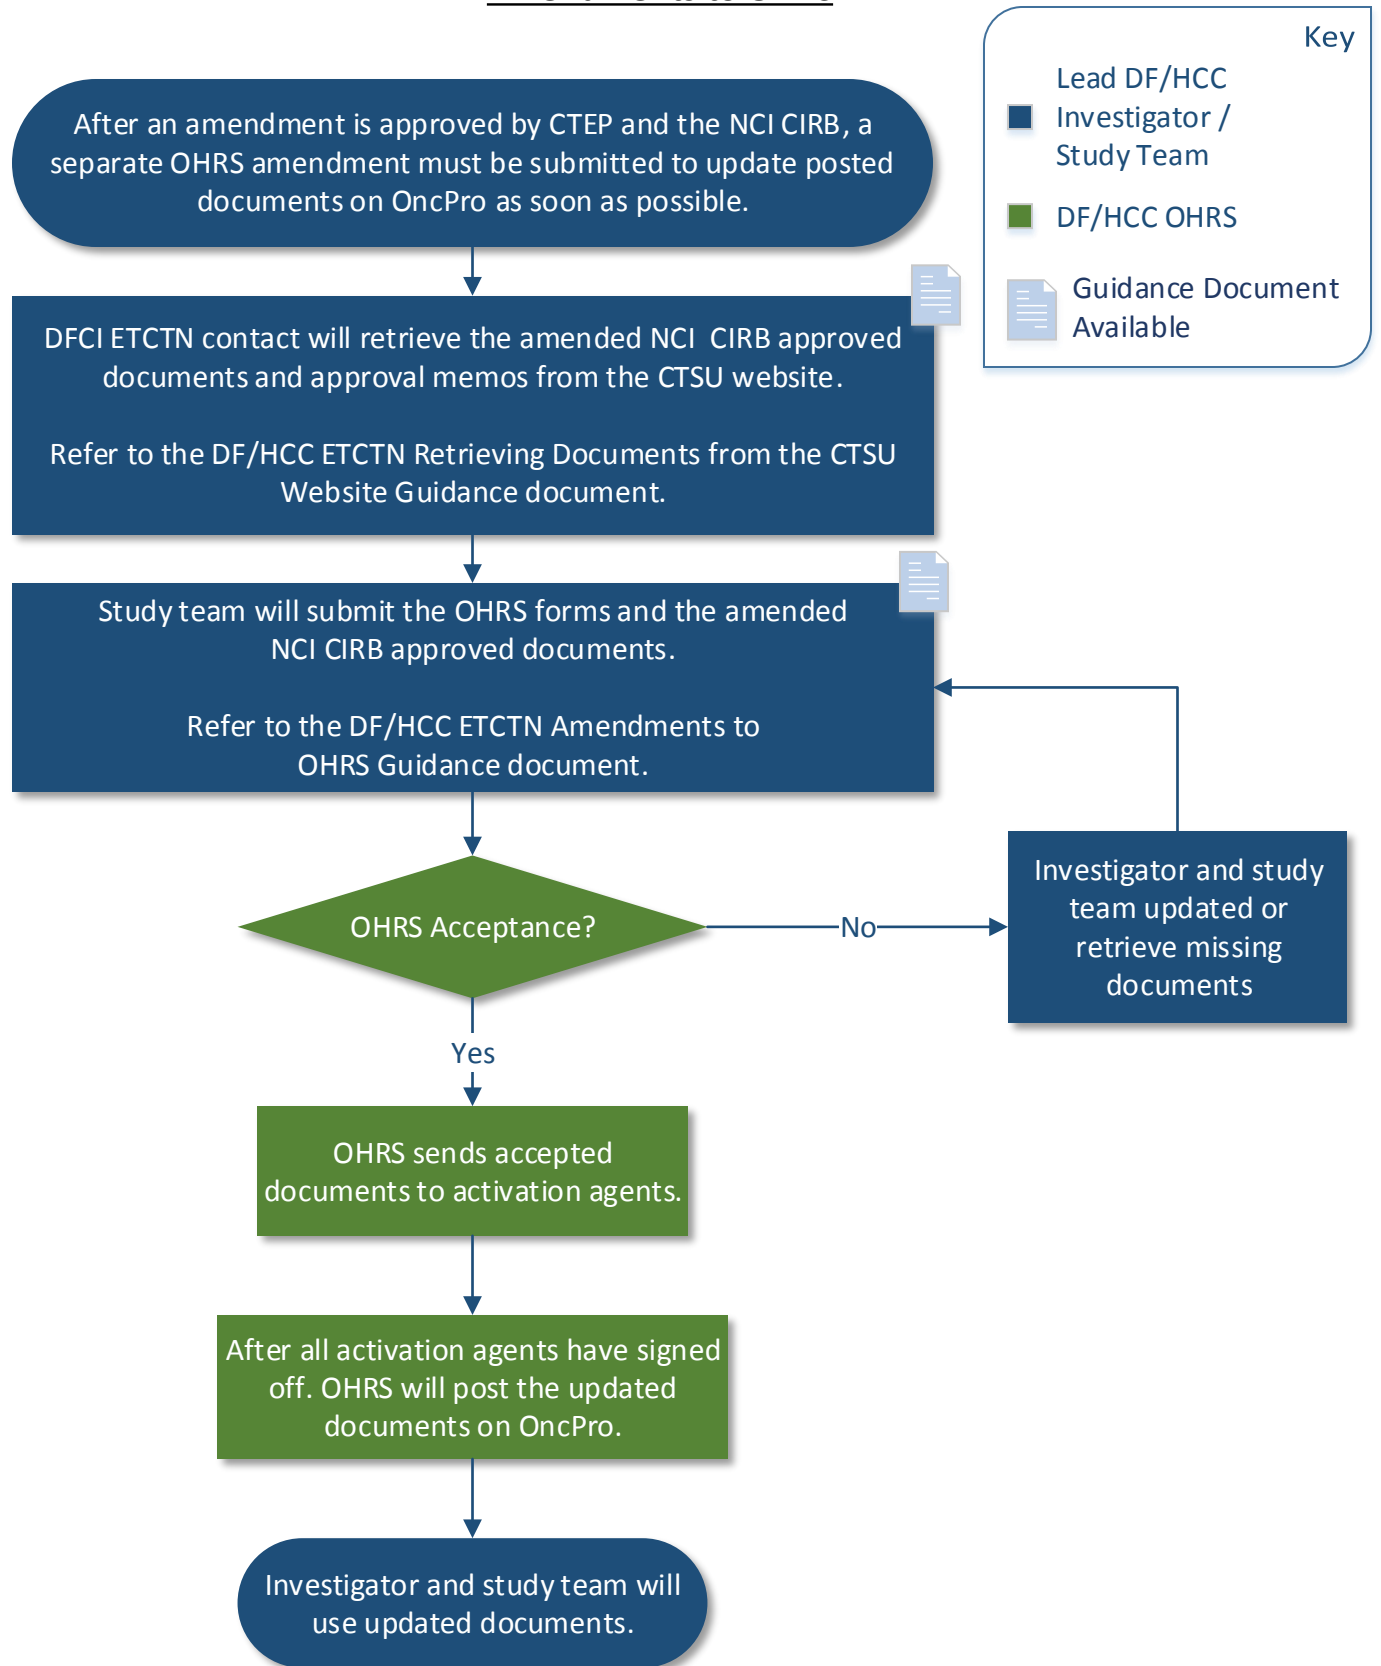 Key
Lead DF/HCC
Investigator /
Study Team
DF/HCC OHRS
Guidance Document
Available
After an amendment is approved by CTEP and the NCI CIRB, a
separate OHRS amendment must be submitted to update posted
documents on OncPro as soon as possible.
DFCI ETCTN contact will retrieve the amended NCI CIRB approved
documents and approval memos from the CTSU website.
Refer to the DF/HCC ETCTN Retrieving Documents from the CTSU
Website Guidance document.
Study team will submit the OHRS forms and the amended
NCI CIRB approved documents.
Refer to the DF/HCC ETCTN Amendments to
OHRS Guidance document.
OHRS Acceptance?
No
Investigator and study
team updated or
retrieve missing
documents
Yes
OHRS sends accepted
documents to activation agents.
After all activation agents have signed
off. OHRS will post the updated
documents on OncPro.
Investigator and study team will
use updated documents.